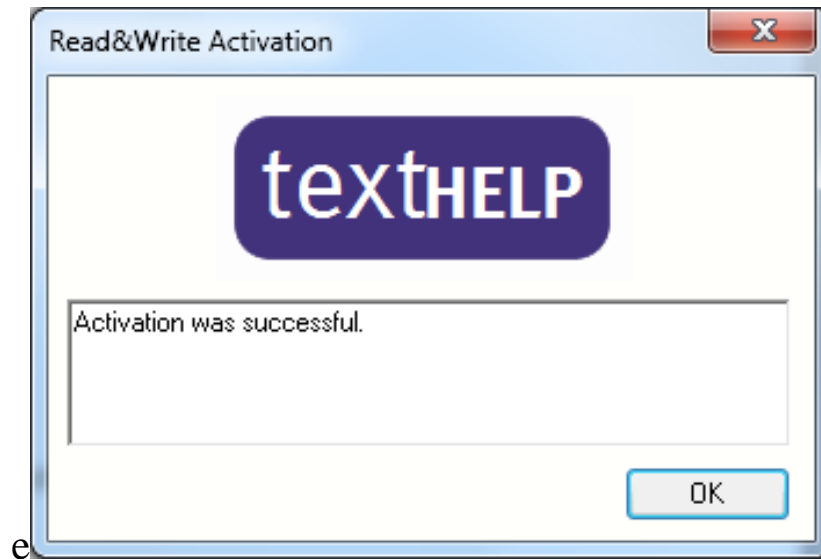 Read&Write Activation
textHELP
Activation was successful.
OK
e